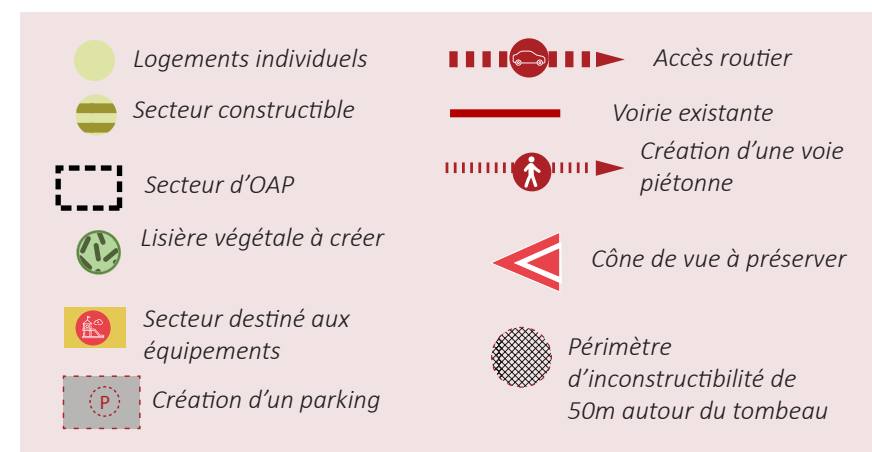 Logements individuels
Secteur constructible
Secteur d'OAP
Lisière végétale à créer
Secteur destiné aux
équipements
P
Création d'un parking
Accès routier
Voirie existante
Création d'une voie
piétonne
Cône de vue à préserver
Périmètre
d'inconstructibilité de
50m autour du tombeau